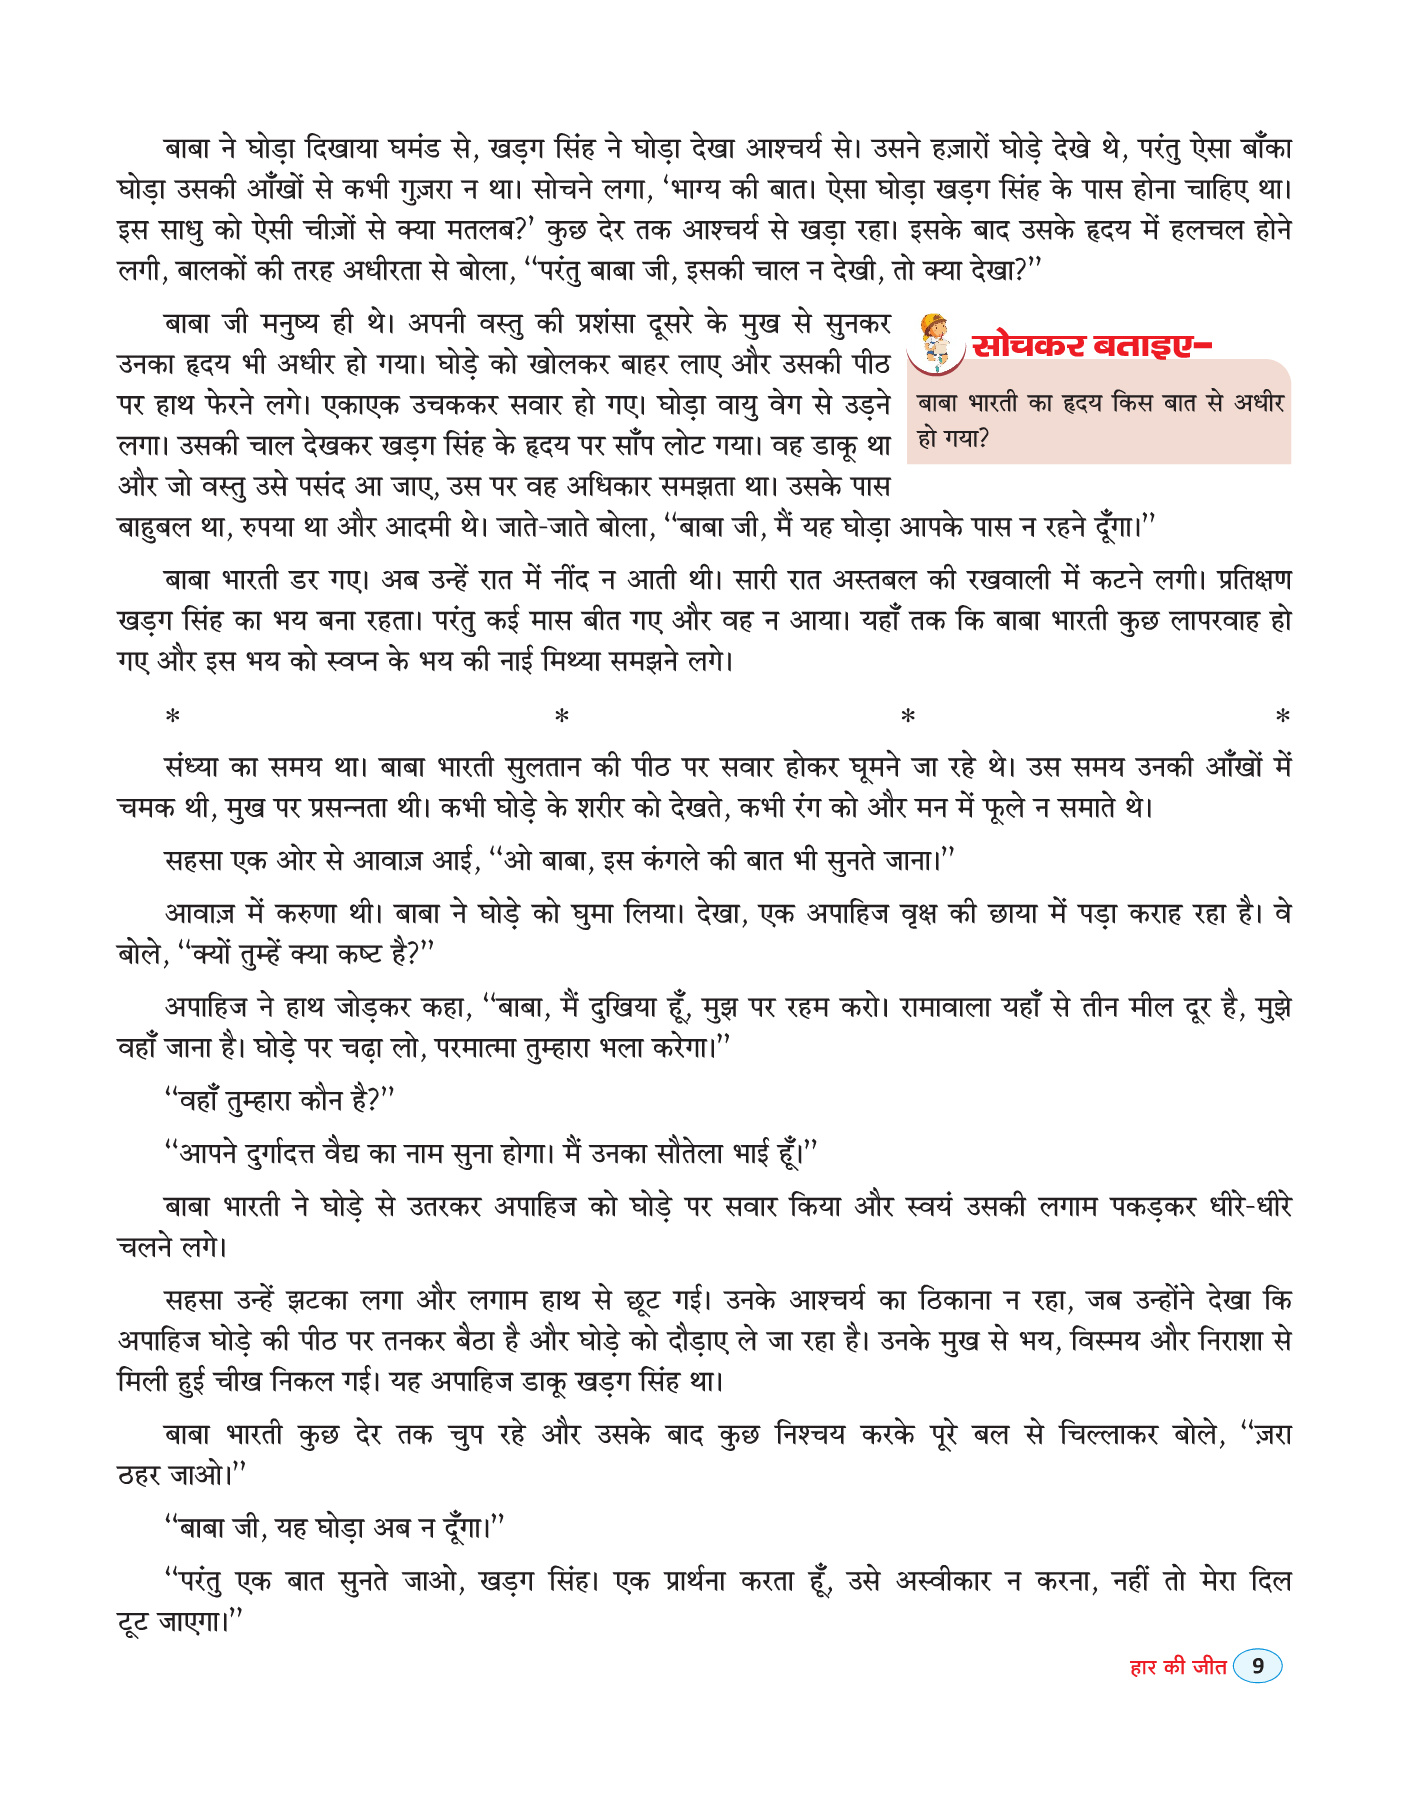 बाबा ने घोड़ा दिखाया घमंड से, खड़ग सिंह ने घोड़ा देखा आश्चर्य से। उसने हज़ारों घोड़े देखे थे, परंतु ऐसा बाँका
घोड़ा उसकी आँखों से कभी गुज़रा न था। सोचने लगा, ‘भाग्य की बात। ऐसा घोड़ा खड़ग सिंह के पास होना चाहिए था।
इस साधु को ऐसी चीज़ों से क्या मतलब?’ कुछ देर तक आश्चर्य से खड़ा रहा। इसके बाद उसके हृदय में हलचल होने
लगी, बालकों की तरह अधीरता से बोला, “परंतु बाबा जी, इसकी चाल न देखी, तो क्या देखा?”
बाबा जी मनुष्य ही थे। अपनी वस्तु की प्रशंसा दूसरे के मुख से सुनकर
उनका हृदय भी अधीर हो गया। घोड़े को खोलकर बाहर लाए और उसकी पीठ
पर हाथ फेरने लगे। एकाएक उचककर सवार हो गए। घोड़ा वायु वेग से उड़ने
लगा। उसकी चाल देखकर खड़ग सिंह के हृदय पर साँप लोट गया। वह डाकू था
और जो वस्तु उसे पसंद आ जाए, उस पर वह अधिकार समझता था। उसके पास
बाहुबल था, रुपया था और आदमी थे। जाते-जाते बोला, “बाबा जी, मैं यह घोड़ा आपके पास न रहने दूँगा।”
सोचकर बताइए–
बाबा भारती का हृदय किस बात से अधीर
हो गया?
बाबा भारती डर गए। अब उन्हें रात में नींद न आती थी। सारी रात अस्तबल की रखवाली में कटने लगी। प्रतिक्षण
खड़ग सिंह का भय बना रहता। परंतु कई मास बीत गए और वह न आया। यहाँ तक कि बाबा भारती कुछ लापरवाह हो
गए और इस भय को स्वप्न के भय की नाई मिथ्या समझने लगे।
* * * *
संध्या का समय था। बाबा भारती सुलतान की पीठ पर सवार होकर घूमने जा रहे थे। उस समय उनकी आँखों में
चमक थी, मुख पर प्रसन्नता थी। कभी घोड़े के शरीर को देखते, कभी रंग को और मन में फूले न समाते थे।
सहसा एक ओर से आवाज़ आई, “ओ बाबा, इस कंगले की बात भी सुनते जाना।”
आवाज़ में करुणा थी। बाबा ने घोड़े को घुमा लिया। देखा, एक अपाहिज वृक्ष की छाया में पड़ा कराह रहा है। वे
बोले, “क्यों तुम्हें क्या कष्ट है?”
अपाहिज ने हाथ जोड़कर कहा, “बाबा, मैं दुखिया हूँ, मुझ पर रहम करो। रामावाला यहाँ से तीन मील दूर है, मुझे
वहाँ जाना है। घोड़े पर चढ़ा लो, परमात्मा तुम्हारा भला करेगा।”
“वहाँ तुम्हारा कौन है?”
“आपने दुर्गादत्त वैद्य का नाम सुना होगा। मैं उनका सौतेला भाई हूँ।”
बाबा भारती ने घोड़े से उतरकर अपाहिज को घोड़े पर सवार किया और स्वयं उसकी लगाम पकड़कर धीरे-धीरे
चलने लगे।
सहसा उन्हें झटका लगा और लगाम हाथ से छूट गई। उनके आश्चर्य का ठिकाना न रहा, जब उन्होंने देखा कि
अपाहिज घोड़े की पीठ पर तनकर बैठा है और घोड़े को दौड़ाए ले जा रहा है। उनके मुख से भय, विस्मय और निराशा से
मिली हुई चीख निकल गई। यह अपाहिज डाकू खड़ग सिंह था।
बाबा भारती कुछ देर तक चुप रहे और उसके बाद कुछ निश्चय करके पूरे बल से चिल्लाकर बोले, “ज़रा
ठहर जाओ।”
“बाबा जी, यह घोड़ा अब न दूँगा।”
“परंतु एक बात सुनते जाओ, खड़ग सिंह। एक प्रार्थना करता हूँ, उसे अस्वीकार न करना, नहीं तो मेरा दिल
टूट जाएगा।”
हार की जीत 9